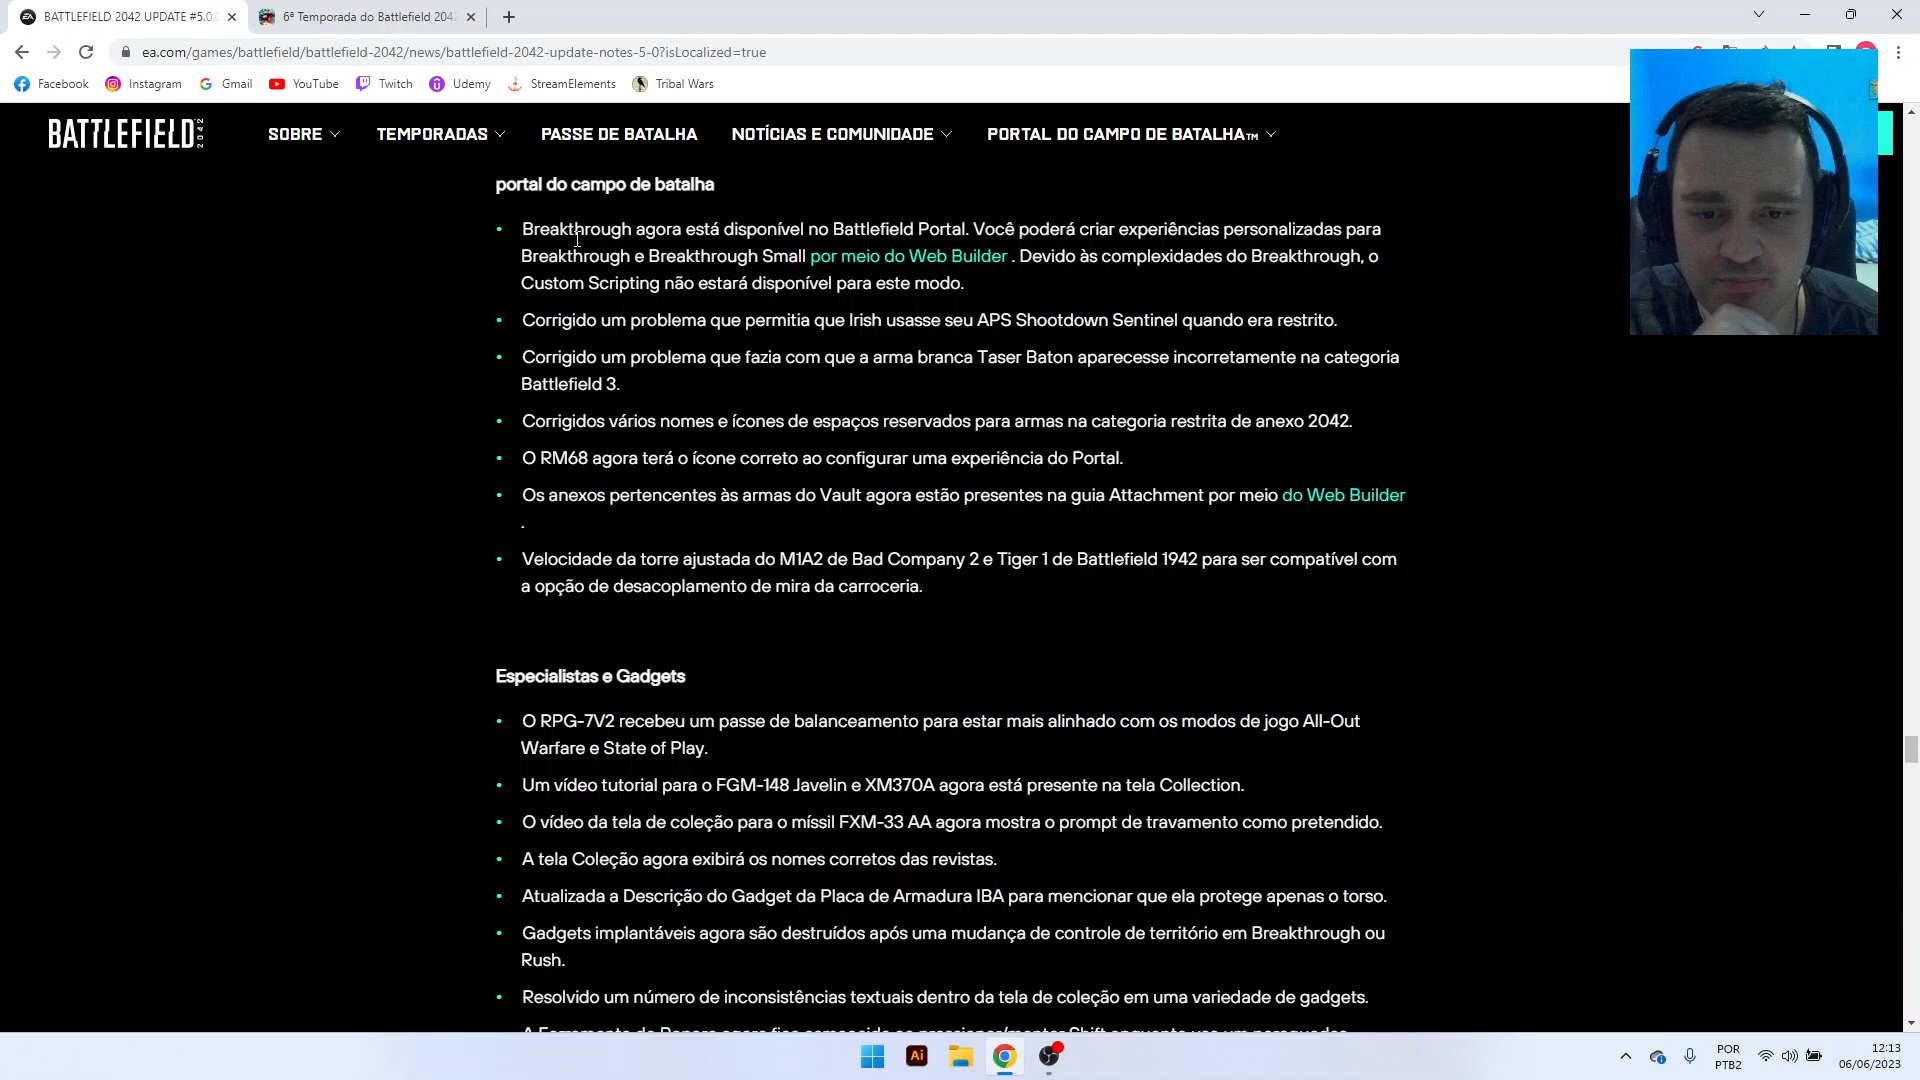 BATTLEFIELD 2042 UPDATE #5.0.0
6ª Temporada do Battlefield 2042
ea.com/games/battlefield/battlefield-2042/news/battlefield-2042-update-notes-5-0?isLocalized=true
Facebook Instagram Gmail YouTube Twitch Udemy StreamElements Tribal Wars
BATTLEFIELD 2042 SOBRE TEMPORADAS PASSE DE BATALHA NOTÍCIAS E COMUNIDADE PORTAL DO CAMPO DE BATALHA™
portal do campo de batalha
• Breakthrough agora está disponível no Battlefield Portal. Você poderá criar experiências personalizadas para
Breakthrough e Breakthrough Small por meio do Web Builder . Devido às complexidades do Breakthrough, o
Custom Scripting não estará disponível para este modo.
• Corrigido um problema que permitia que Irish usasse seu APS Shootdown Sentinel quando era restrito.
• Corrigido um problema que fazia com que a arma branca Taser Baton aparecesse incorretamente na categoria
Battlefield 3.
• Corrigidos vários nomes e ícones de espaços reservados para armas na categoria restrita de anexo 2042.
• O RM68 agora terá o ícone correto ao configurar uma experiência do Portal.
• Os anexos pertencentes às armas do Vault agora estão presentes na guia Attachment por meio do Web Builder
.
• Velocidade da torre ajustada do M1A2 de Bad Company 2 e Tiger 1 de Battlefield 1942 para ser compatível com
a opção de desacoplamento de mira da carroceria.
Especialistas e Gadgets
• O RPG-7V2 recebeu um passe de balanceamento para estar mais alinhado com os modos de jogo All-Out
Warfare e State of Play.
• Um vídeo tutorial para o FGM-148 Javelin e XM370A agora está presente na tela Collection.
• O vídeo da tela de coleção para o míssil FXM-33 AA agora mostra o prompt de travamento como pretendido.
• A tela Coleção agora exibirá os nomes corretos das revistas.
• Atualizada a Descrição do Gadget da Placa de Armadura IBA para mencionar que ela protege apenas o torso.
• Gadgets implantáveis agora são destruídos após uma mudança de controle de território em Breakthrough ou
Rush.
• Resolvido um número de inconsistências textuais dentro da tela de coleção em uma variedade de gadgets.
Ai
POR
PTB2
12:13
06/06/2023